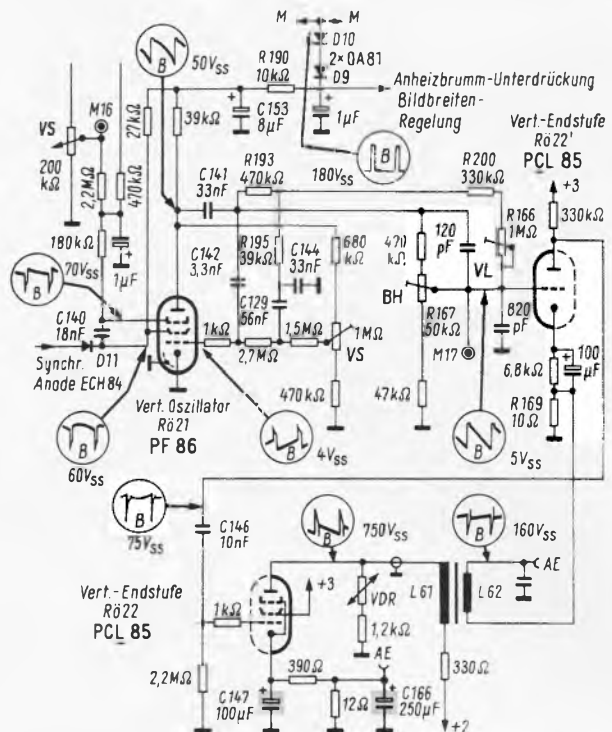 M M
D10
2×OA81
D9
50Vss
B
R190
10kΩ
Anheizbrumm-Unterdrückung
Bildbreiten-
Regelung
C153
8µF
1µF
Vert.-Endstufe
Rö22'
PCL 85
M16
VS
200
kΩ
2,2MΩ
470kΩ
27kΩ
39kΩ
C141
33nF
R193
470kΩ
180Vss
B
R200
330kΩ
+3
330kΩ
R166
1MΩ
180kΩ
1µF
C142
3,3nF
R195
39kΩ
C144
33nF
680
kΩ
470
kΩ
120
pF
VL
70Vss
B
C140
18nF
C129
56nF
BH
R167
50kΩ
820
pF
1kΩ
2,7MΩ
1,5MΩ
1MΩ
VS
M17
100
µF
6,8kΩ
Synchr.
Anode ECH 84
D11
Vert. Oszillator
Rö21
PF 86
470kΩ
47kΩ
R169
10Ω
B
60Vss
B
4Vss
B
5Vss
B
75Vss
C146
10nF
B
750Vss
B
160Vss
AE
Vert.-Endstufe
Rö22
PCL 85
+3
VDR
L61
L62
1kΩ
1,2kΩ
AE
2,2MΩ
390Ω
330Ω
C147
100µF
12Ω
C166
250µF
+2